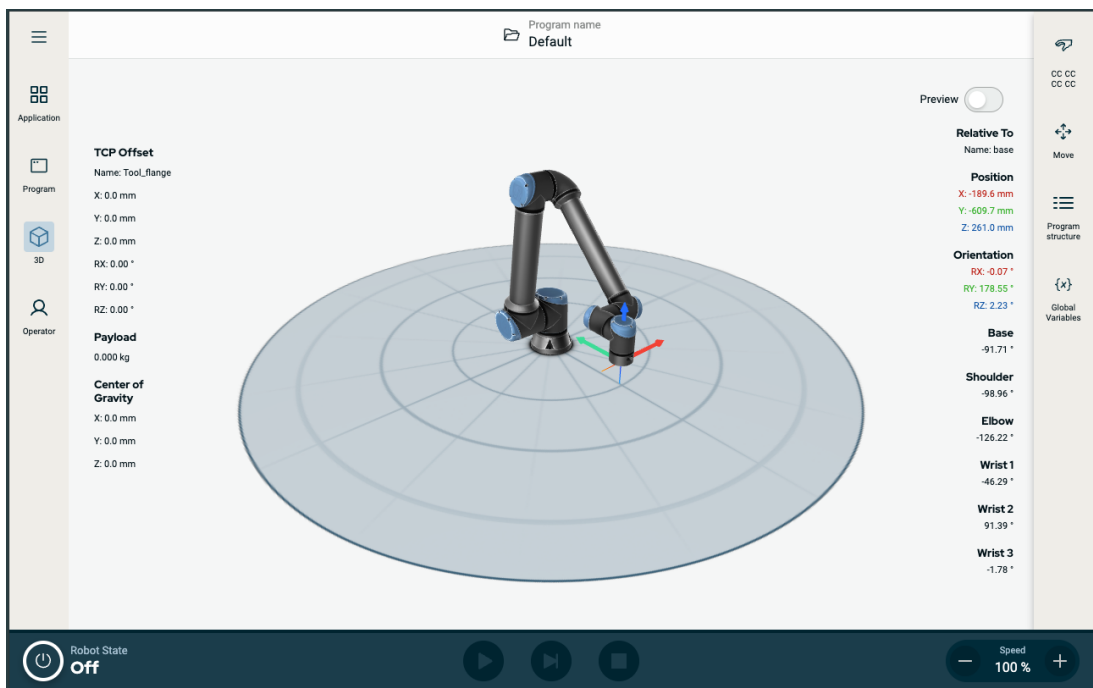 Program name
Default
Application
Program
3D
Operator
TCP Offset
Name: Tool_flange
X: 0.0 mm
Y: 0.0 mm
Z: 0.0 mm
RX: 0.00 °
RY: 0.00 °
RZ: 0.00 °
Payload
0.000 kg
Center of
Gravity
X: 0.0 mm
Y: 0.0 mm
Z: 0.0 mm
Preview
Relative To
Name: base
Position
X: -189.6 mm
Y: -609.7 mm
Z: 261.0 mm
Orientation
RX: -0.07 °
RY: 178.55 °
RZ: 2.23 °
Base
-91.71 °
Shoulder
-98.96 °
Elbow
-126.22 °
Wrist 1
-46.29 °
Wrist 2
91.39 °
Wrist 3
-1.78 °
CC CC
CC CC
Move
Program
structure
{x}
Global
Variables
Robot State
Off
Speed
100 %